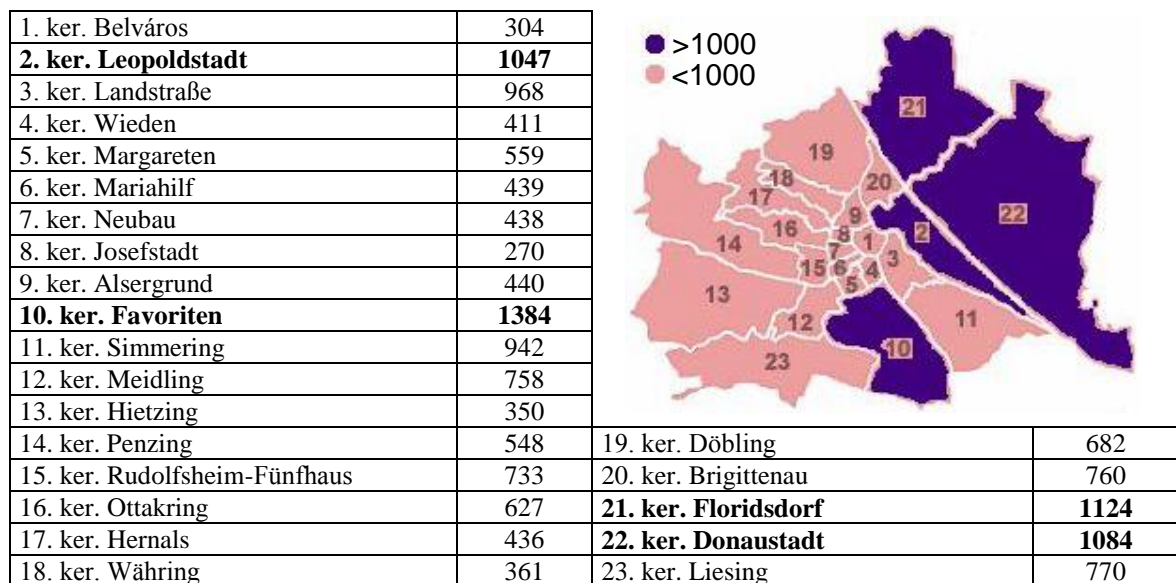 1. ker. Belváros 304
2. ker. Leopoldstadt 1047
3. ker. Landstraße 968
4. ker. Wieden 411
5. ker. Margareten 559
6. ker. Mariahilf 439
7. ker. Neubau 438
8. ker. Josefstadt 270
9. ker. Alsergrund 440
10. ker. Favoriten 1384
11. ker. Simmering 942
12. ker. Meidling 758
13. ker. Hietzing 350
14. ker. Penzing 548
15. ker. Rudolfsheim-Fünfhaus 733
16. ker. Ottakring 627
17. ker. Hernals 436
18. ker. Währing 361
>1000
<1000
21
19
18
20
17
22
9
16
2
8
1
14
7
3
15
6
4
5
13
12
11
10
23
19. ker. Döbling 682
20. ker. Brigittenau 760
21. ker. Floridsdorf 1124
22. ker. Donaustadt 1084
23. ker. Liesing 770